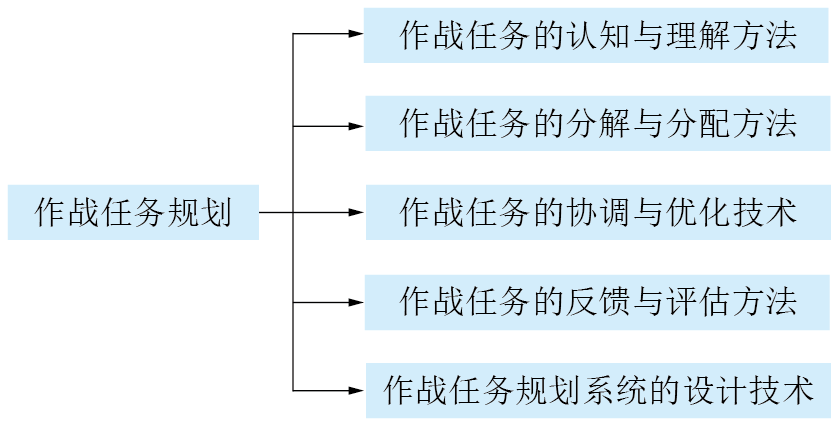 作战任务的认知与理解方法
作战任务的分解与分配方法
作战任务规划
作战任务的协调与优化技术
作战任务的反馈与评估方法
作战任务规划系统的设计技术